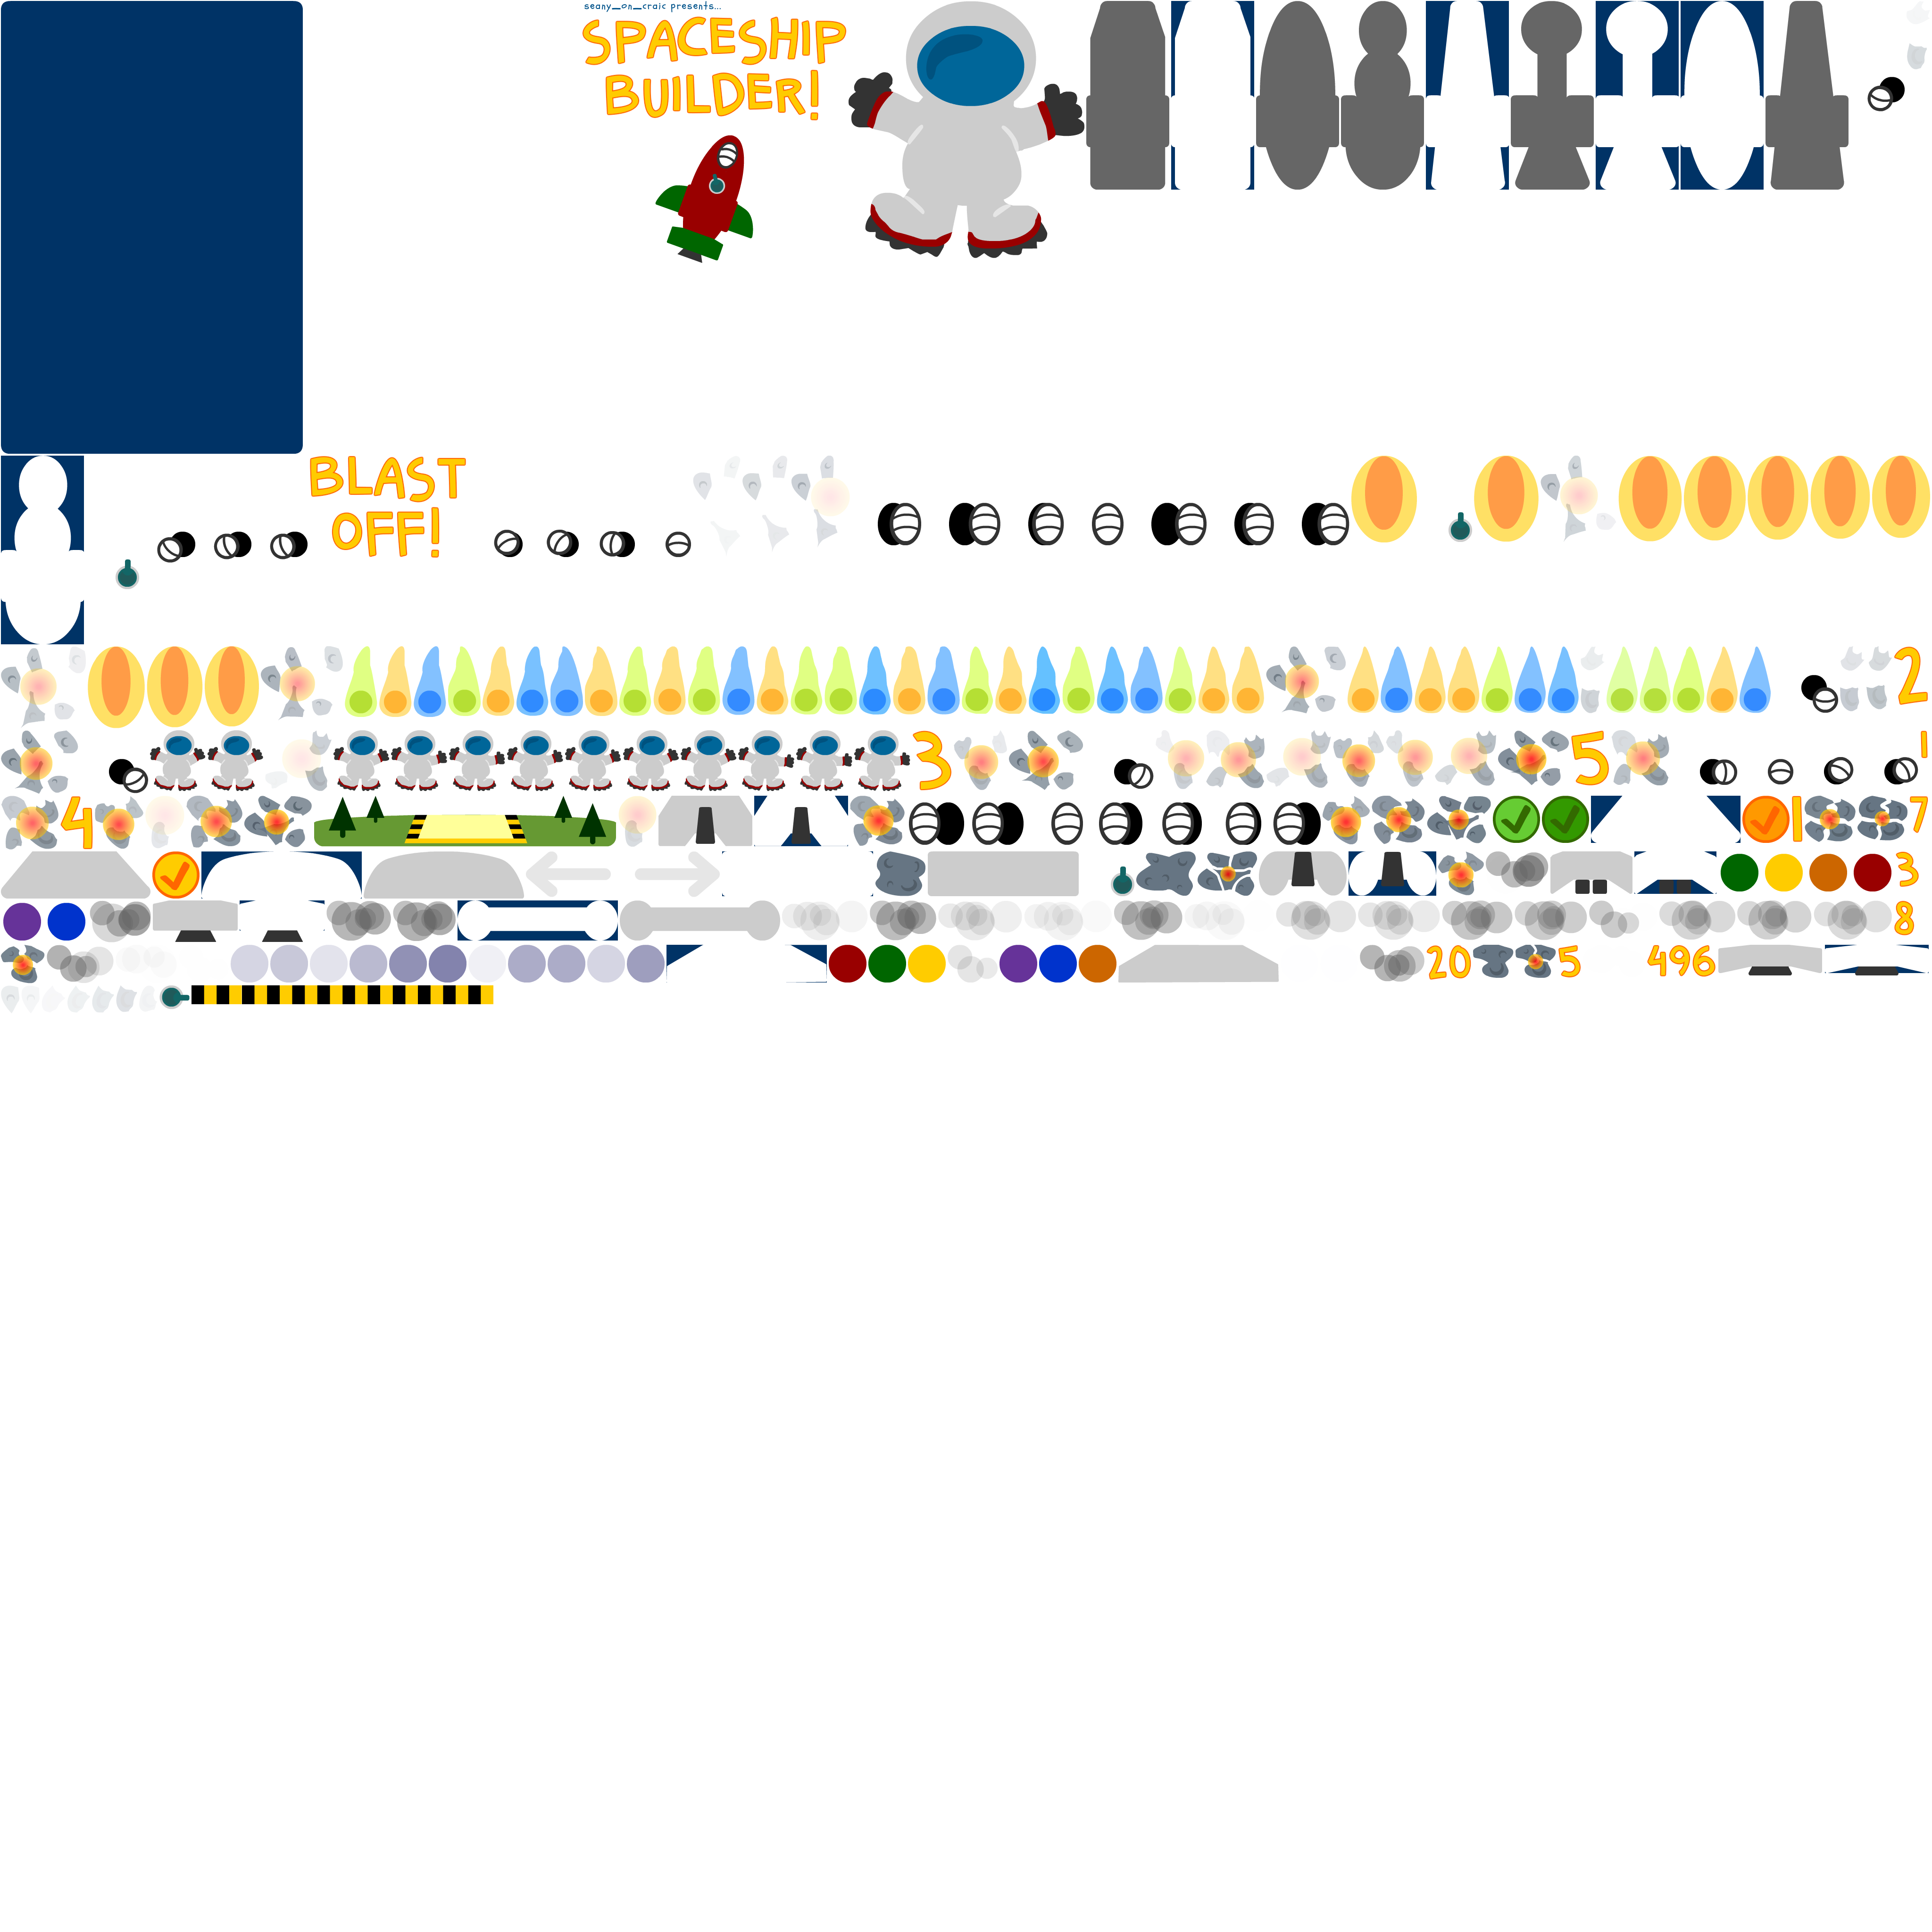 seany_on_craic presents...
SPACESHIP
BUILDER!
BLAST
OFF!
2
3
5
1
4
1
7
3
8
20
5
496